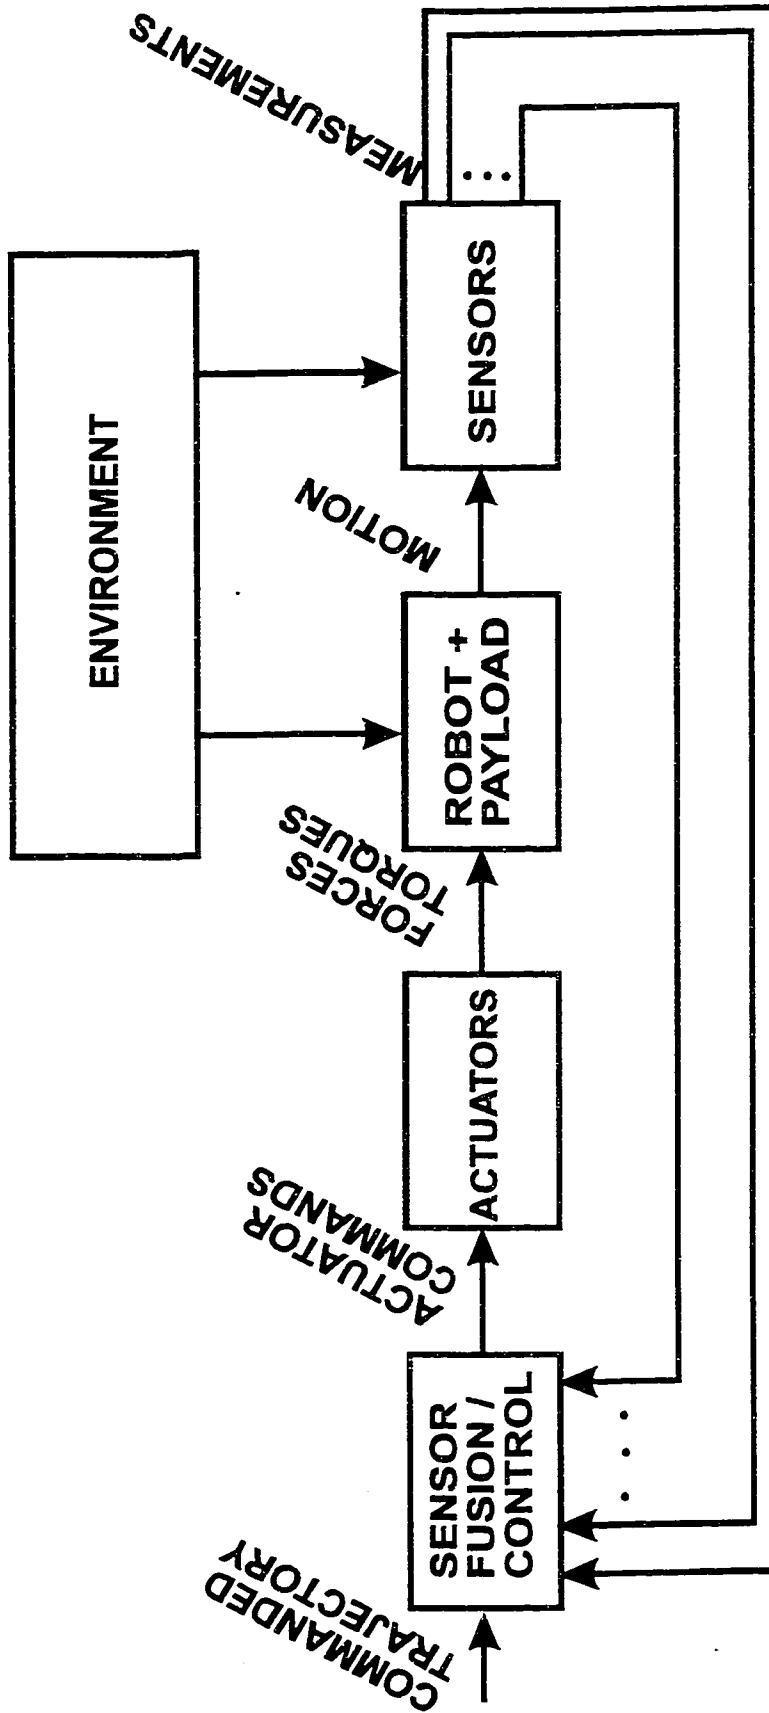 ENVIRONMENT
COMMANDED
TRAJECTORY
SENSOR
FUSION /
CONTROL
ACTUATOR
COMMANDS
ACTUATORS
FORCES
TORQUES
ROBOT +
PAYLOAD
MOTION
SENSORS
MEASUREMENTS